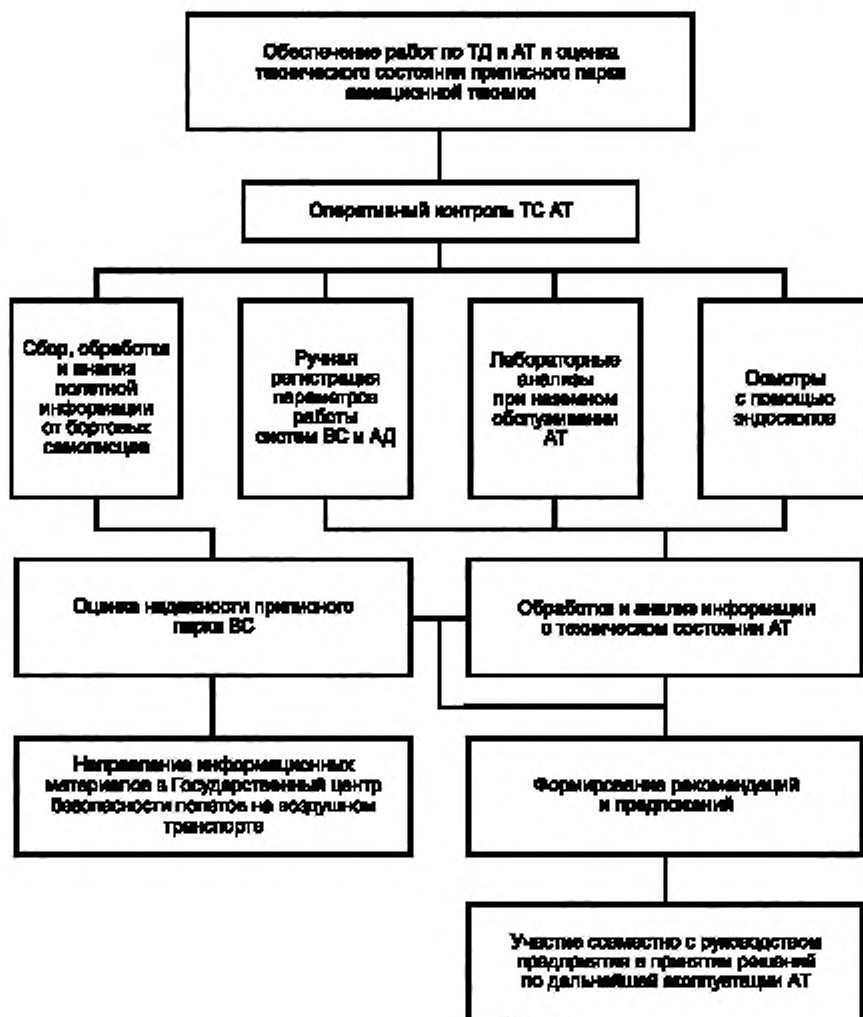 Обеспечение работ по ТД и АТ и оценка
технического состояния приписного парка
авиационной техники
Оперативный контроль ТС АТ
Сбор, обработка
и анализ
полетной
информации
от бортовых
самописцев
Ручная
регистрация
параметров
работы
систем ВС и АД
Лабораторные
анализы
при наземном
обслуживании
АТ
Осмотры
с помощью
эндоскопов
Оценка надежности приписного
парка ВС
Обработка и анализ информации
о техническом состоянии АТ
Направление информационных
материалов в Государственный центр
безопасности полетов на воздушном
транспорте
Формирование рекомендаций
и предложений
Участие совместно с руководством
предприятия в принятии решений
по дальнейшей эксплуатации АТ